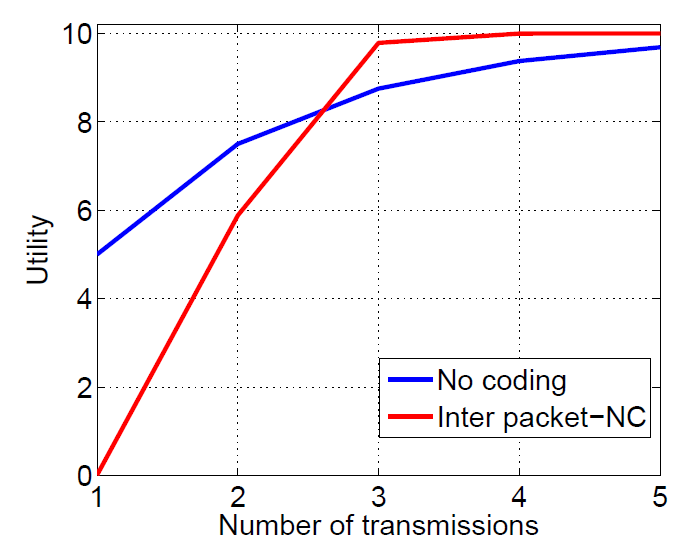 10
8
6
4
2
0
Utility
No coding
Inter packet−NC
1 2 3 4 5
Number of transmissions